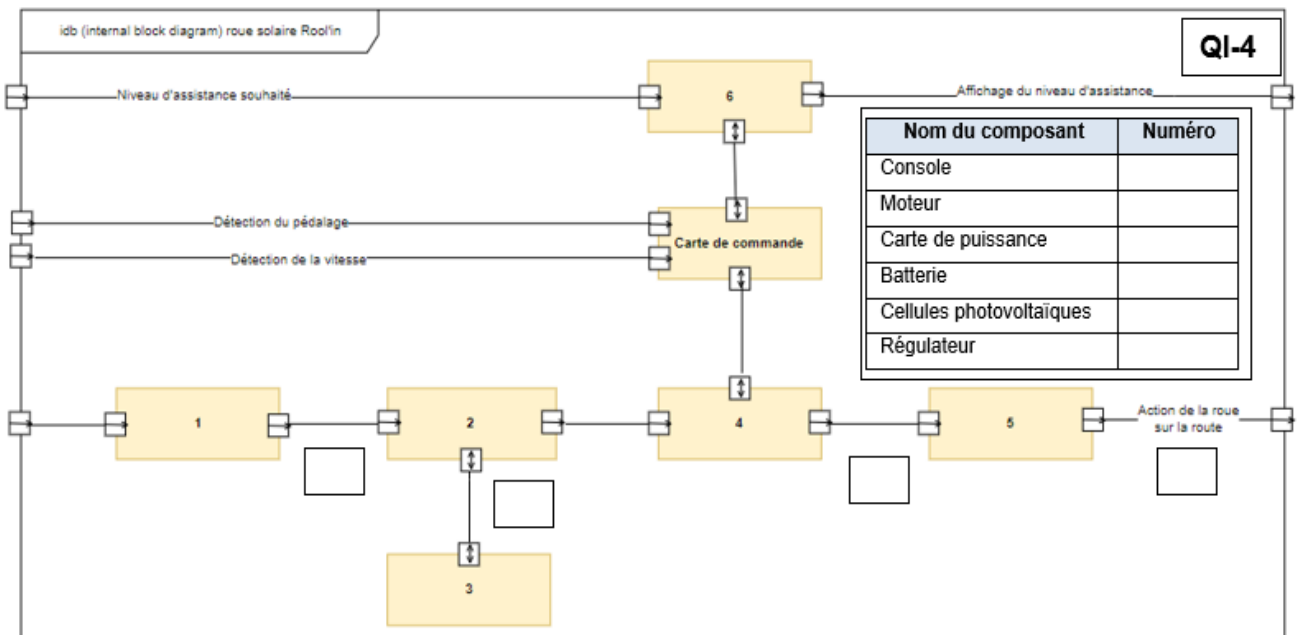 idb (internal block diagram) roue solaire Rool'in
QI-4
Niveau d'assistance souhaité
6
Affichage du niveau d'assistance
Nom du composant Numéro
Console
Moteur
Carte de puissance
Batterie
Cellules photovoltaïques
Régulateur
Détection du pédalage
Carte de commande
Détection de la vitesse
1
2
4
5
Action de la roue
sur la route
3